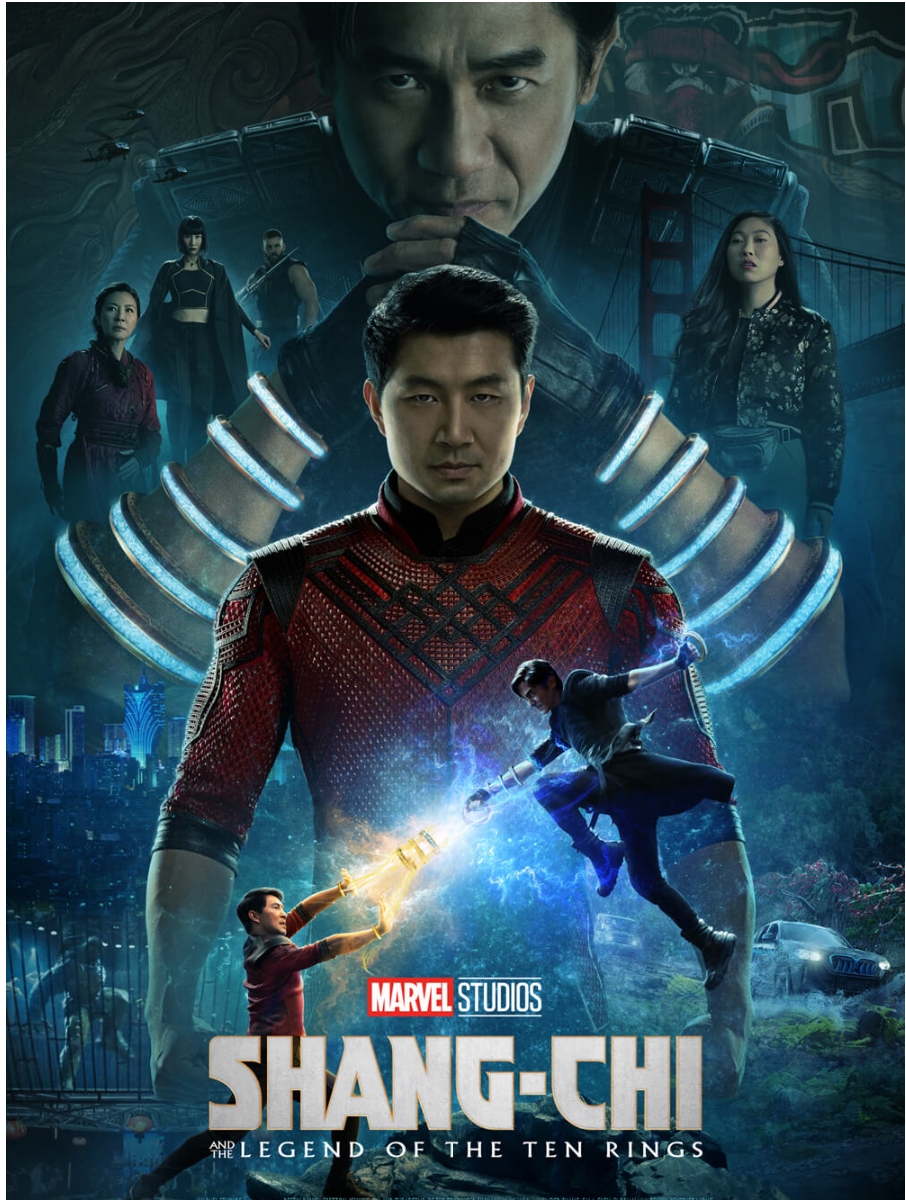 MARVEL STUDIOS
SHANG-CHI
AND THE LEGEND OF THE TEN RINGS